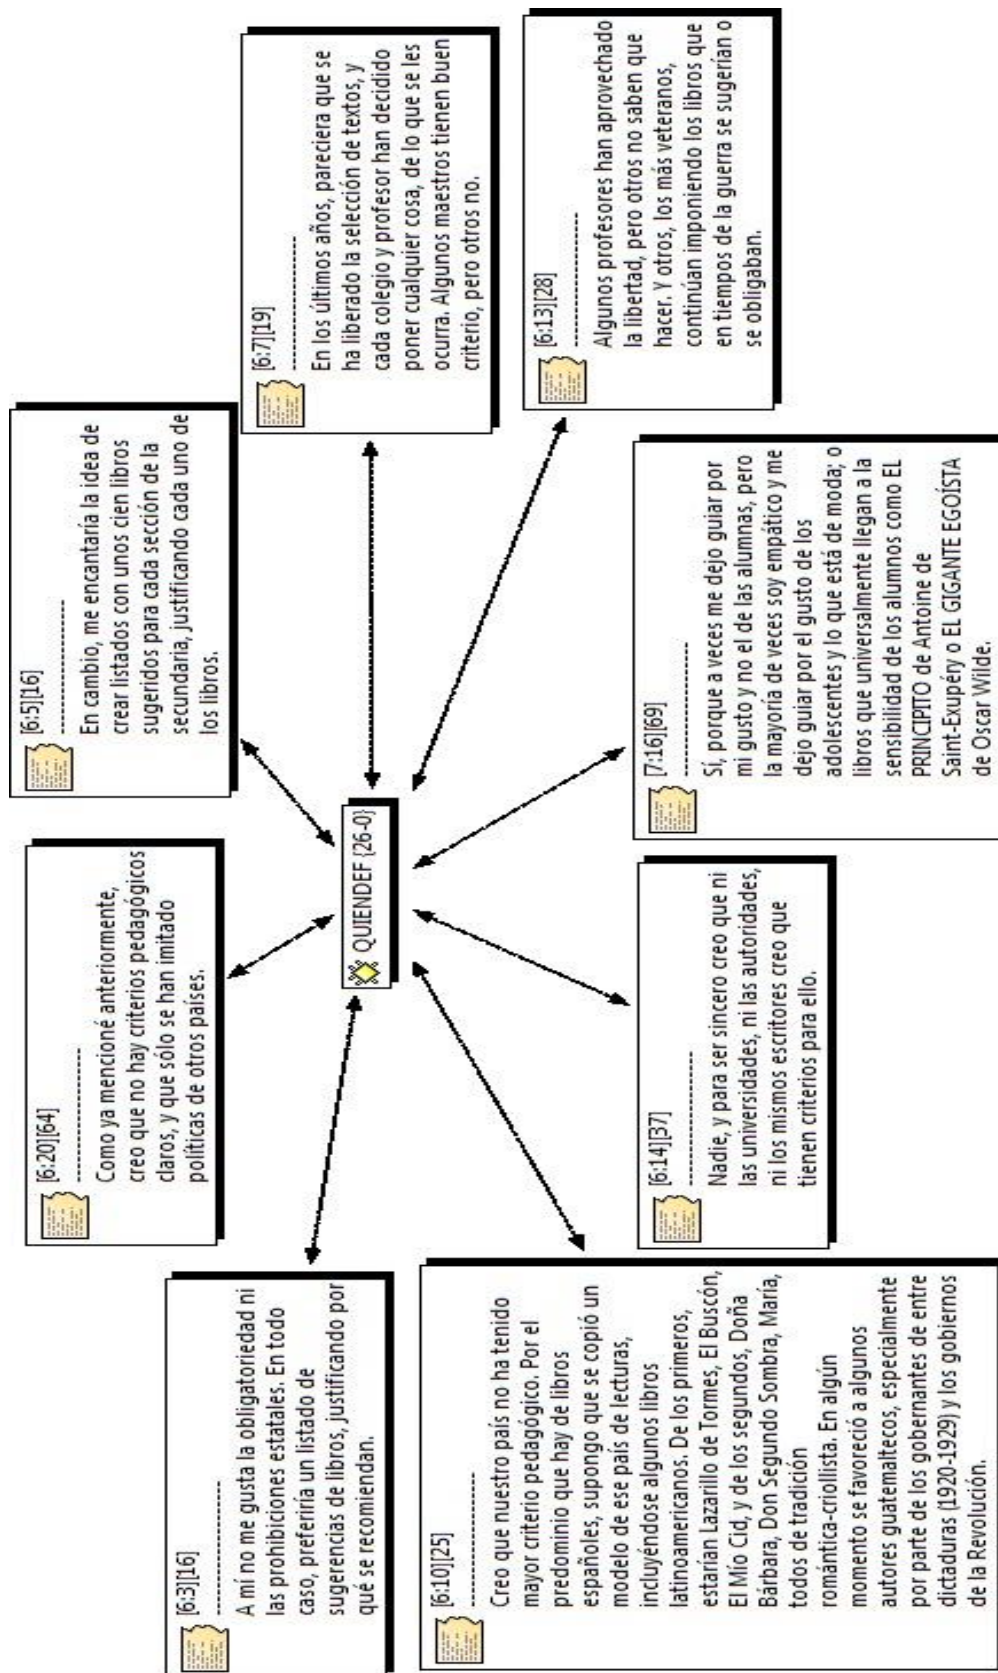 [6:3][16]
--------------------
A mí no me gusta la obligatoriedad ni
las prohibiciones estatales. En todo
caso, preferiría un listado de
sugerencias de libros, justificando por
qué se recomiendan.
[6:20][64]
--------------------
Como ya mencioné anteriormente,
creo que no hay criterios pedagógicos
claros, y que sólo se han imitado
políticas de otros países.
[6:5][16]
--------------------
En cambio, me encantaría la idea de
crear listados con unos cien libros
sugeridos para cada sección de la
secundaria, justificando cada uno de
los libros.
[6:7][19]
--------------------
En los últimos años, pareciera que se
ha liberado la selección de textos, y
cada colegio y profesor han decidido
poner cualquier cosa, de lo que se les
ocurra. Algunos maestros tienen buen
criterio, pero otros no.
QUIENDEF {26-0}
[6:10][25]
--------------------
Creo que nuestro país no ha tenido
mayor criterio pedagógico. Por el
predominio que hay de libros
españoles, supongo que se copió un
modelo de ese país de lecturas,
incluyéndose algunos libros
latinoamericanos. De los primeros,
estarían Lazarillo de Tormes, El Buscón,
El Mío Cid, y de los segundos, Doña
Bárbara, Don Segundo Sombra, María,
todos de tradición
romántica-criollista. En algún
momento se favoreció a algunos
autores guatemaltecos, especialmente
por parte de los gobernantes de entre
dictaduras (1920-1929) y los gobiernos
de la Revolución.
[6:14][37]
--------------------
Nadie, y para ser sincero creo que ni
las universidades, ni las autoridades,
ni los mismos escritores creo que
tienen criterios para ello.
[7:16][69]
--------------------
Sí, porque a veces me dejo guiar por
mi gusto y no el de las alumnas, pero
la mayoría de veces soy empático y me
dejo guiar por el gusto de los
adolescentes y lo que está de moda; o
libros que universalmente llegan a la
sensibilidad de los alumnos como EL
PRINCIPITO de Antoine de
Saint-Exupéry o EL GIGANTE EGOÍSTA
de Oscar Wilde.
[6:13][28]
--------------------
Algunos profesores han aprovechado
la libertad, pero otros no saben que
hacer. Y otros, los más veteranos,
continúan imponiendo los libros que
en tiempos de la guerra se sugerían o
se obligaban.